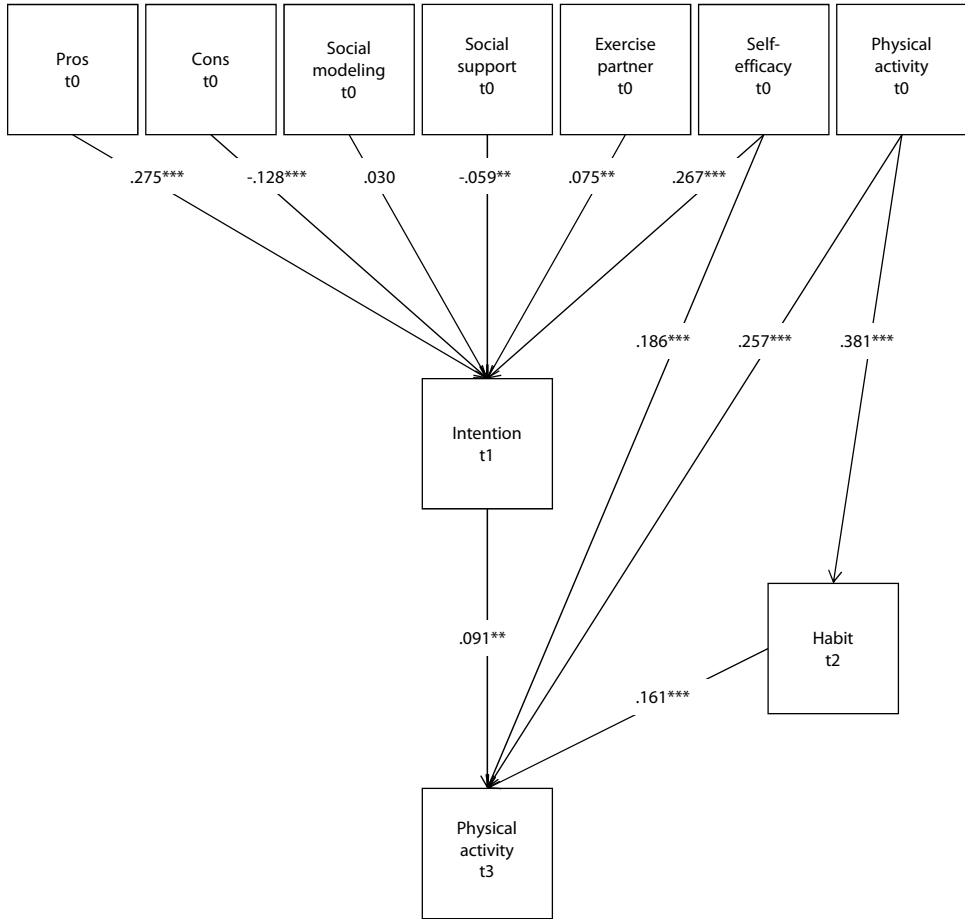 Pros
t0
Cons
t0
Social
modeling
t0
Social
support
t0
Exercise
partner
t0
Self-
efficacy
t0
Physical
activity
t0
.275***
-.128***
.030
-.059**
.075**
.267***
.186***
.257***
.381***
Intention
t1
.091**
Habit
t2
.161***
Physical
activity
t3